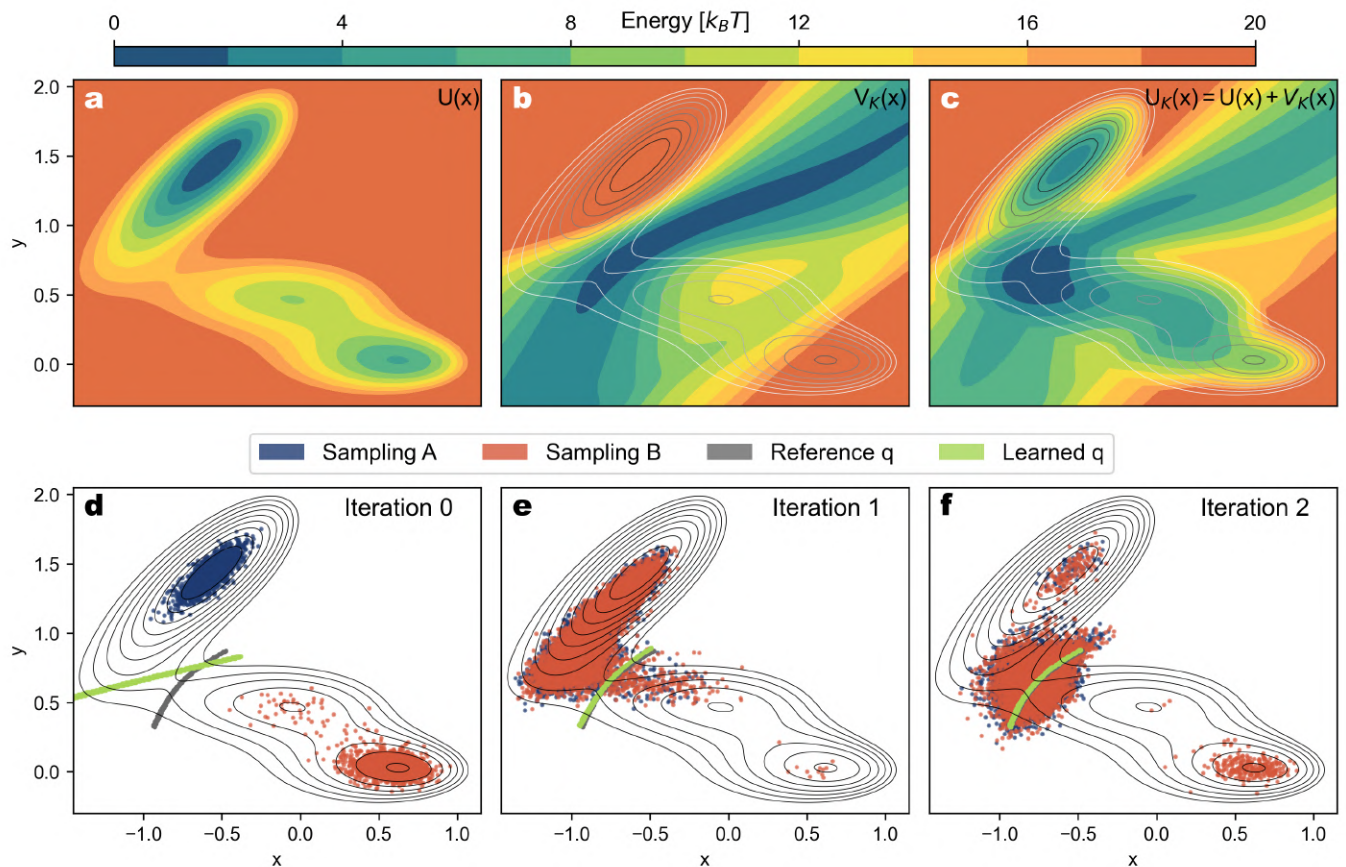 0 4 8 12 16 20
Energy [k_BT]
a U(x)
b V_K(x)
c U_K(x) = U(x) + V_K(x)
2.0
1.5
1.0
0.5
0.0
y
Sampling A Sampling B Reference q Learned q
d Iteration 0
e Iteration 1
f Iteration 2
2.0
1.5
1.0
0.5
0.0
y
-1.0 -0.5 0.0 0.5 1.0
-1.0 -0.5 0.0 0.5 1.0
-1.0 -0.5 0.0 0.5 1.0
x x x